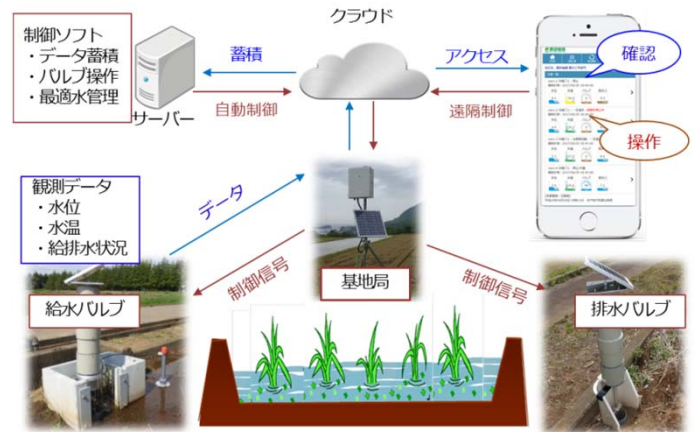 クラウド
制御ソフト
・データ蓄積
・バルブ操作
・最適水管理
サーバー
蓄積
自動制御
アクセス
遠隔制御
確認
操作
観測データ
・水位
・水温
・給排水状況
データ
基地局
制御信号
制御信号
給水バルブ
排水バルブ